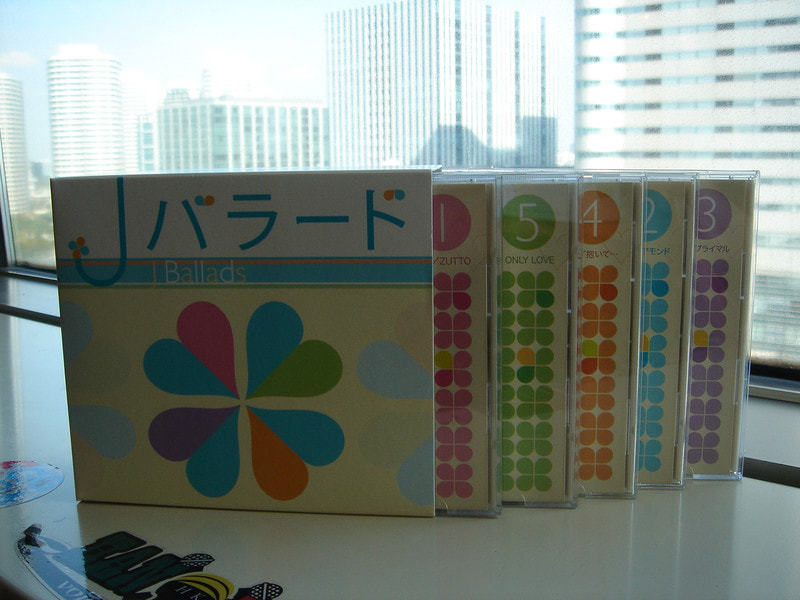 Jバラード
J Ballads
1
/ZUTTO
5
ONLY LOVE
4
抱いて…
2
モンド
3
プライマル